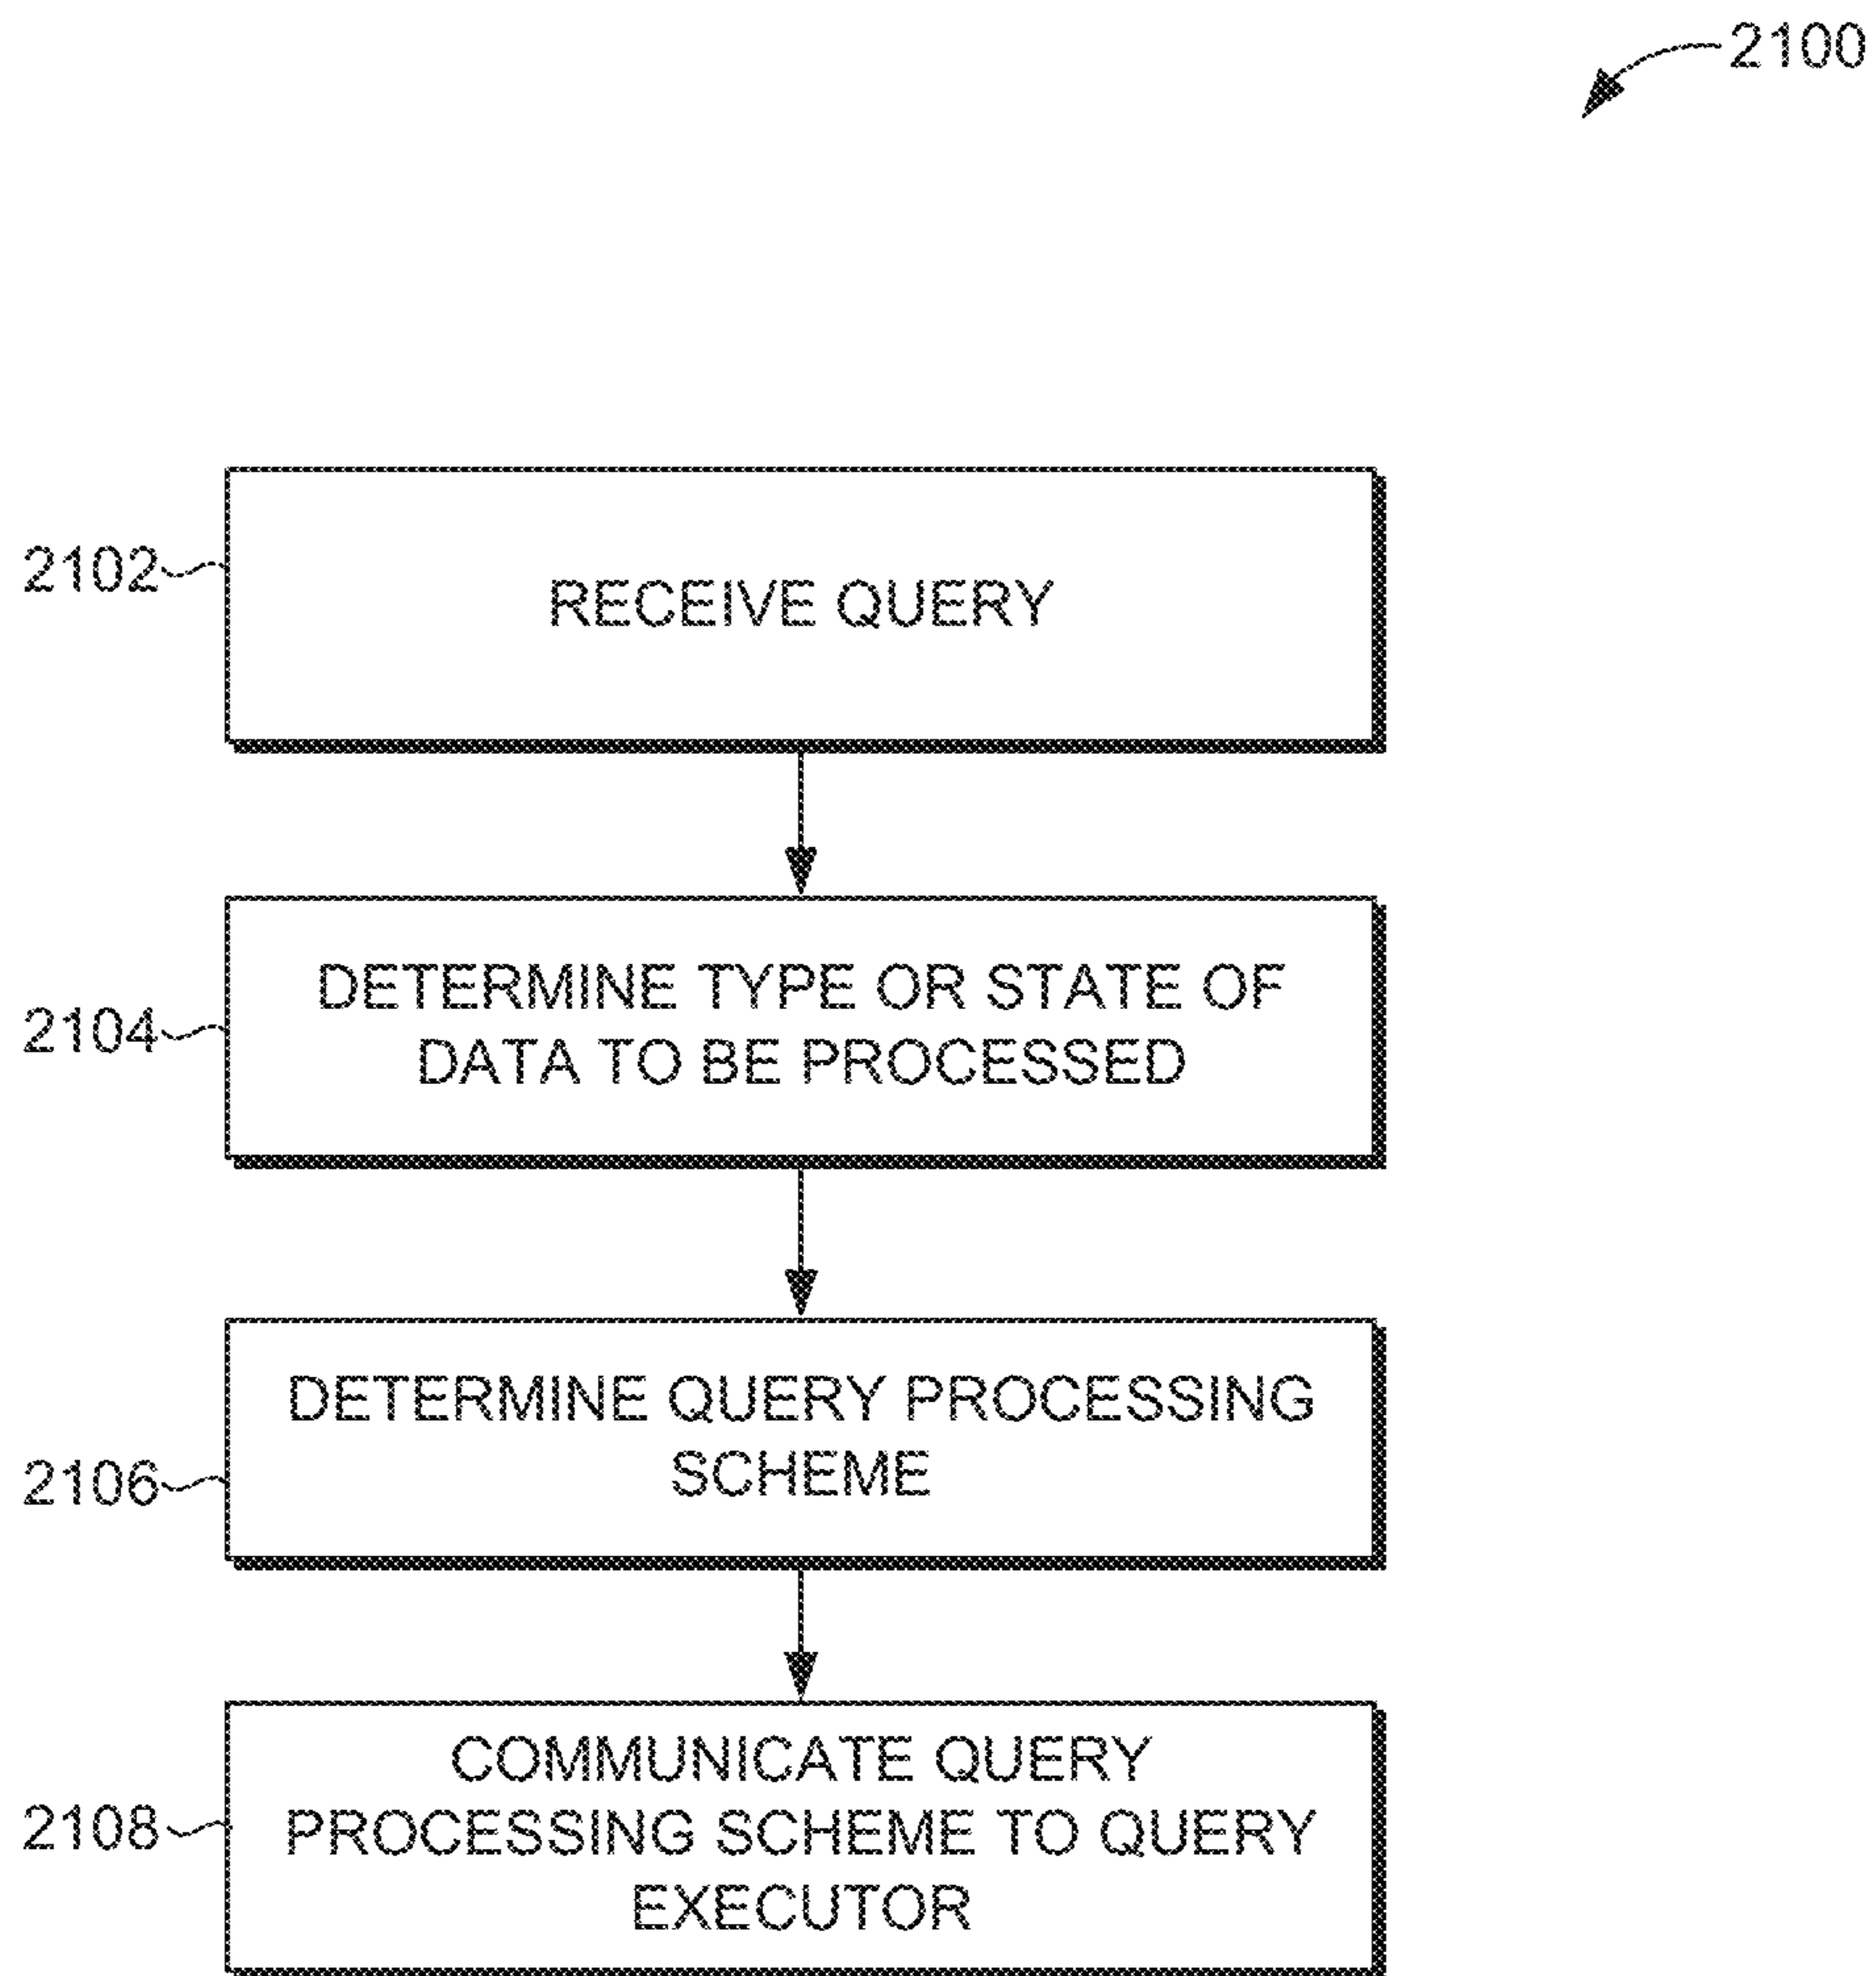 2100
2102
RECEIVE QUERY
2104
DETERMINE TYPE OR STATE OF
DATA TO BE PROCESSED
2106
DETERMINE QUERY PROCESSING
SCHEME
2108
COMMUNICATE QUERY
PROCESSING SCHEME TO QUERY
EXECUTOR